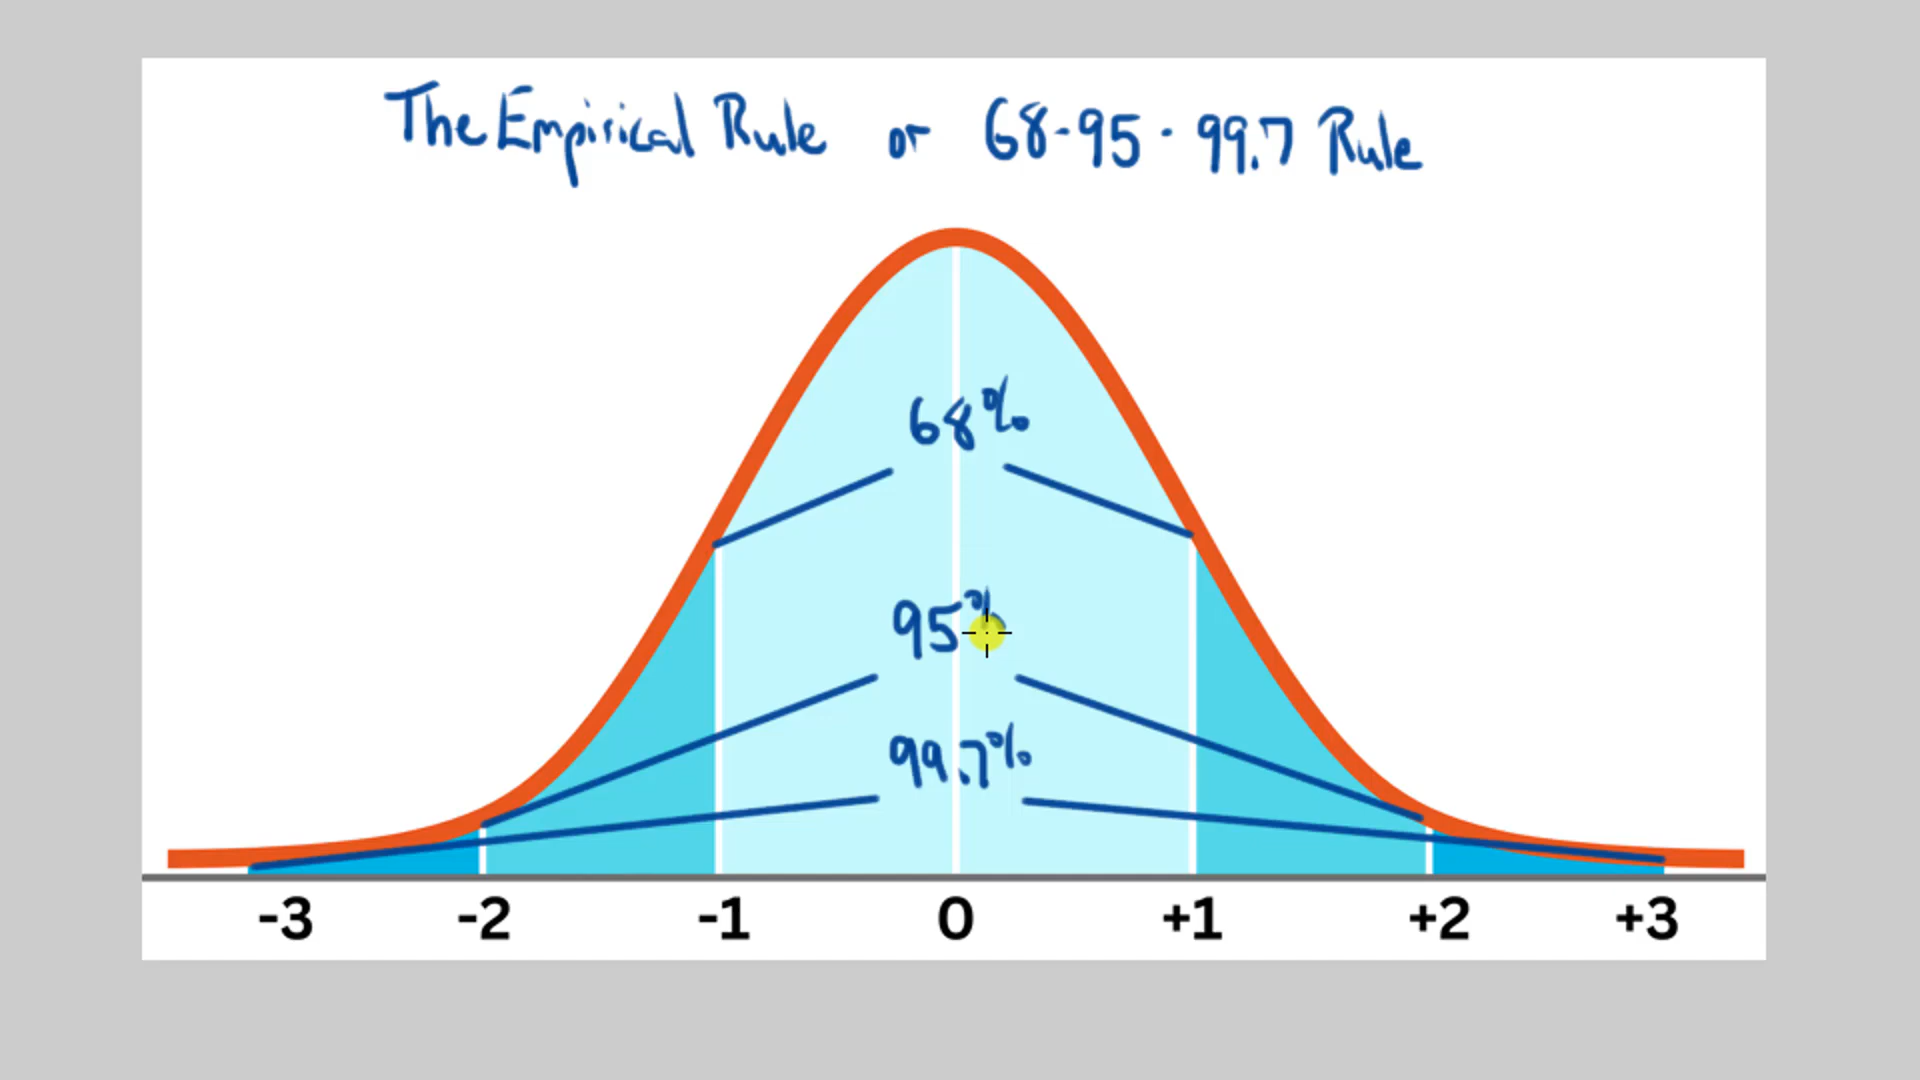 The Empirical Rule or 68-95-99.7 Rule
68%
95%
99.7%
-3 -2 -1 0 +1 +2 +3